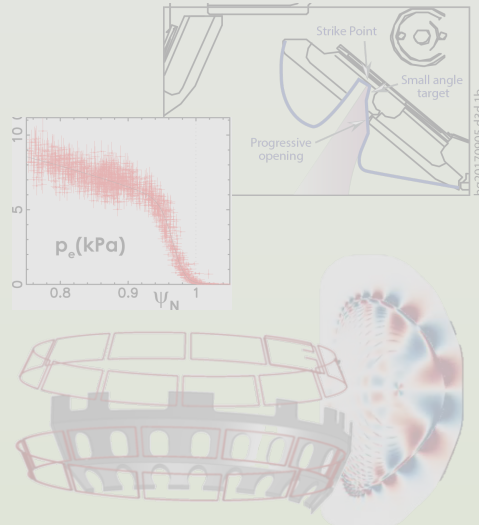 Strike Point
Small angle
target
Progressive
opening
10
5
0
pe(kPa)
0.8
0.9
1
ψN